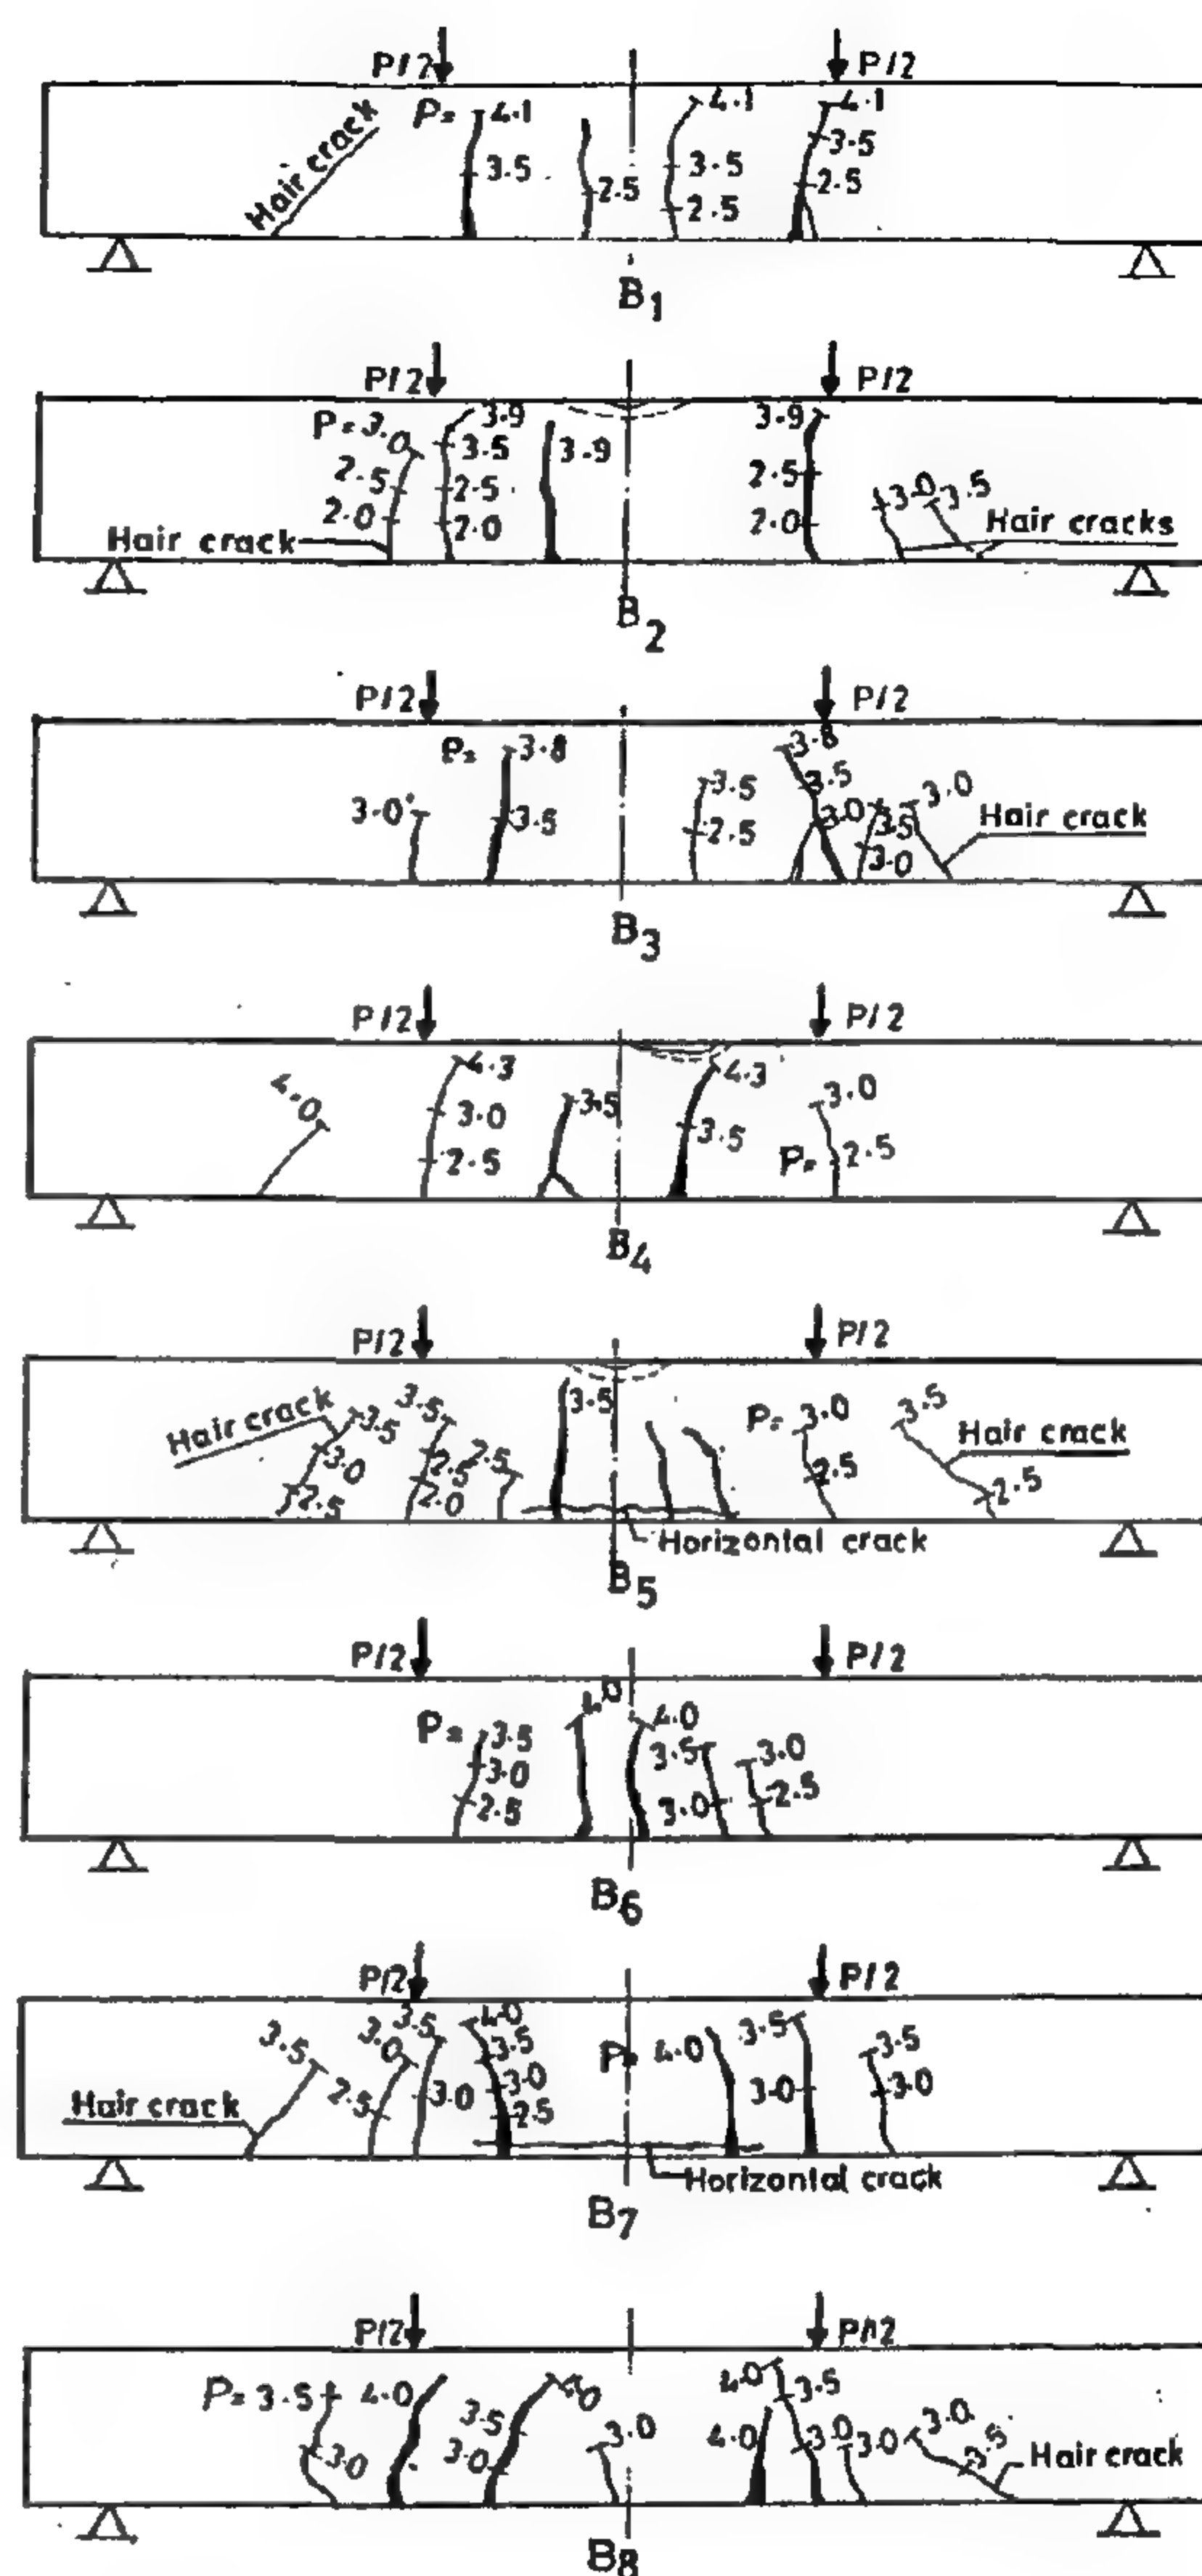 P/2 P/2
Hair crack
P= 4.1 4.1 4.1
3.5 3.5 3.5
2.5 2.5 2.5
B1
P/2 P/2
P=3.0 3.9 3.9 3.9
2.5 3.5 2.5 3.0 3.5
2.0 2.5 2.0
2.0
Hair crack Hair cracks
B2
P/2 P/2
P= 3.8 3.8
3.0 3.5 3.5 3.5 3.0 3.0
2.5 3.5 Hair crack
3.0
B3
P/2 P/2
4.0 4.3 3.5 4.3 3.0
3.0 3.5 P= 2.5
2.5
B4
P/2 P/2
Hair crack 3.5 3.5 3.5 P= 3.0 3.5
3.0 2.5 2.5 2.5 Hair crack
2.5 2.0 2.5
Horizontal crack
B5
P/2 P/2
P= 3.5 4.0 4.0 3.5 3.0
3.0 3.0 2.5
2.5
B6
P/2 P/2
3.5 3.0 3.5 4.0 P= 4.0 3.5 3.5
2.5 3.0 3.5 3.0 3.0
Hair crack 3.0
2.5
Horizontal crack
B7
P/2 P/2
P= 3.5 4.0 4.0 4.0 3.5
3.0 3.5 3.0 4.0 3.0 3.0 3.0
3.0 3.5 Hair crack
B8